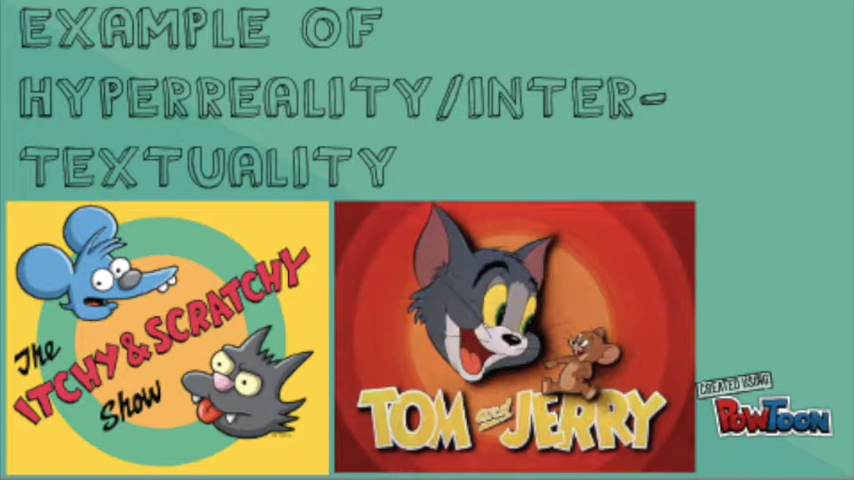 EXAMPLE OF
HYPERREALITY/INTER-
TEXTUALITY
The
ITCHY & SCRATCHY
Show
TOM and JERRY
CREATED USING
POWTOON